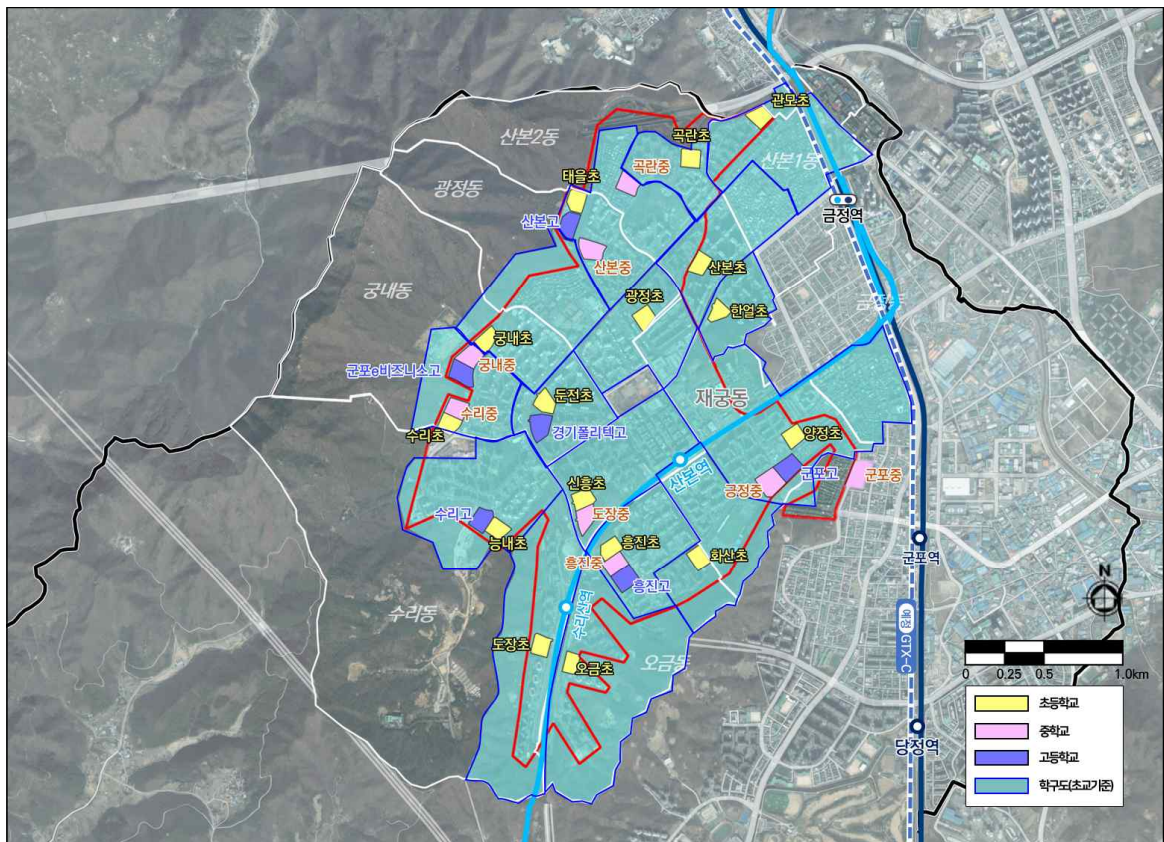 관모초
곡란초
산본2동
산본1동
곡란중
광정동
태을초
산본고
금정역
산본중
산본초
궁내동
광정초
한얼초
궁내초
궁내중
군포e비즈니스고
둔전초
재궁동
수리중
수리초
경기폴리텍고
양정초
산본역
군포고
군포중
금정중
신흥초
수리고
도장중
능내초
흥진초
화산초
군포역
흥진중
흥진고
N
수리산역
수리동
예정 GTX-C
도장초
오금초
오금동
0 0.25 0.5 1.0km
당정역
초등학교
중학교
고등학교
학구도(초교기준)